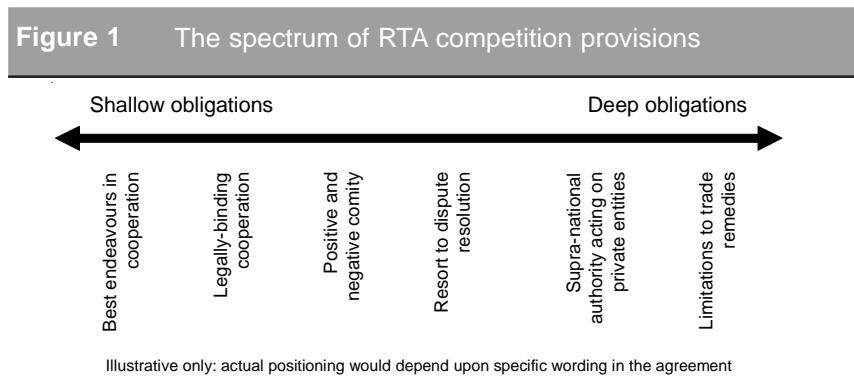 Figure 1 The spectrum of RTA competition provisions
Shallow obligations
Deep obligations
Best endeavours in
cooperation
Legally-binding
cooperation
Positive and
negative comity
Resort to dispute
resolution
Supra-national
authority acting on
private entities
Limitations to trade
remedies
Illustrative only: actual positioning would depend upon specific wording in the agreement